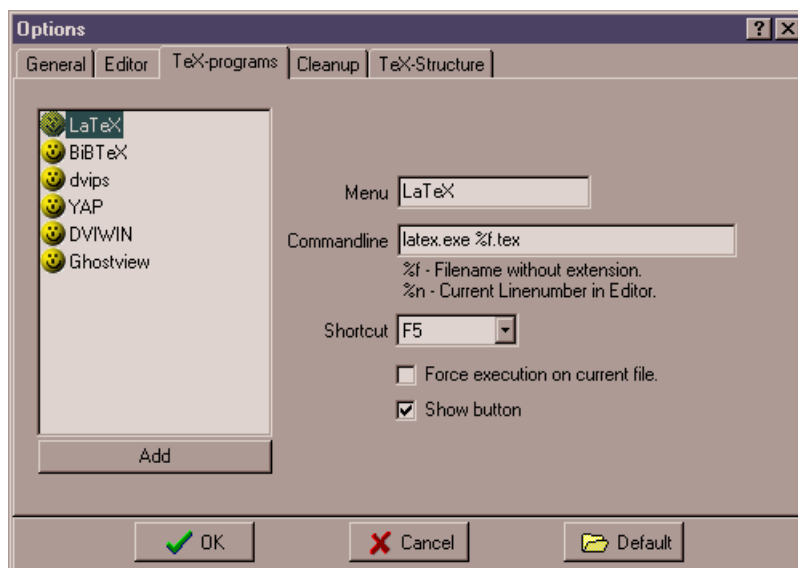 Options
General Editor TeX-programs Cleanup TeX-Structure
LaTeX
BiBTeX
dvips
YAP
DVIWIN
Ghostview
Add
Menu LaTeX
Commandline latex.exe %f.tex
%f - Filename without extension.
%n - Current Linenumber in Editor.
Shortcut F5
Force execution on current file.
Show button
OK Cancel Default